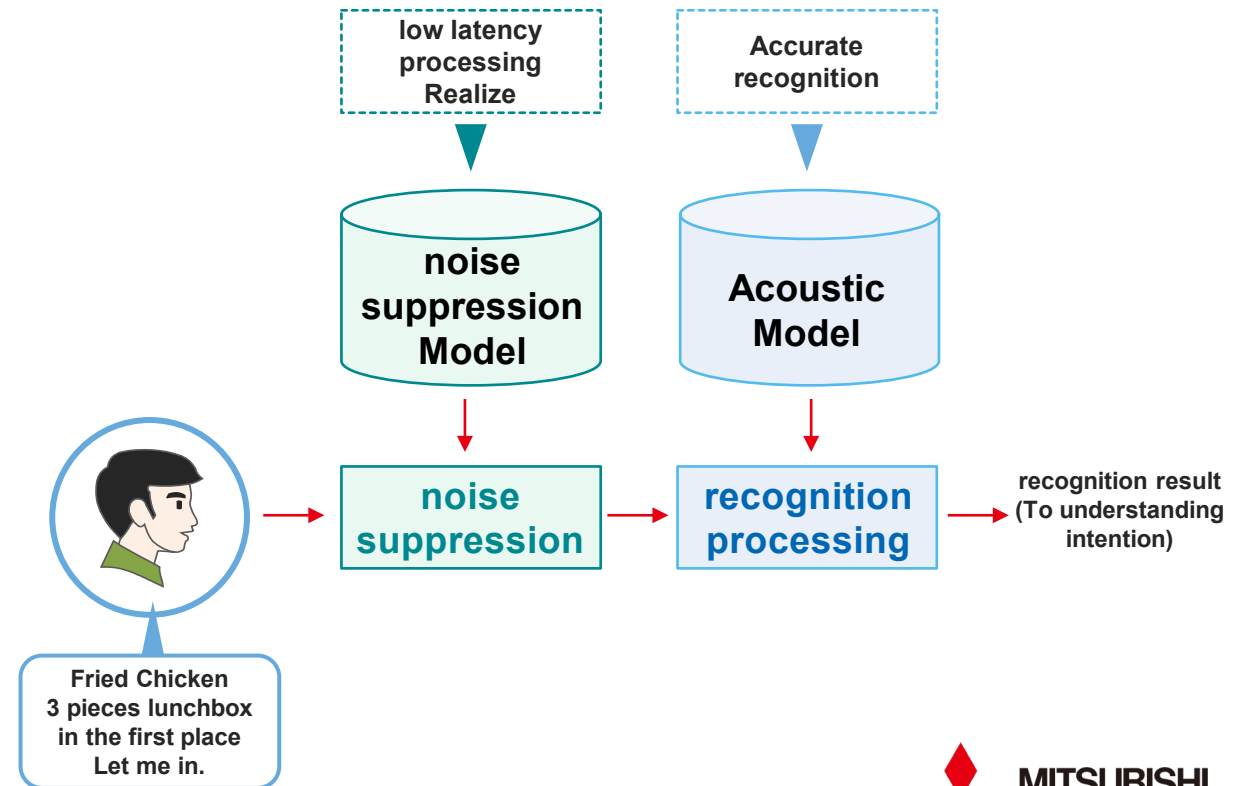 low latency
processing
Realize
Accurate
recognition
noise
suppression
Model
Acoustic
Model
noise
suppression
recognition
processing
recognition result
(To understanding
intention)
Fried Chicken
3 pieces lunchbox
in the first place
Let me in.
MITSUBISHI